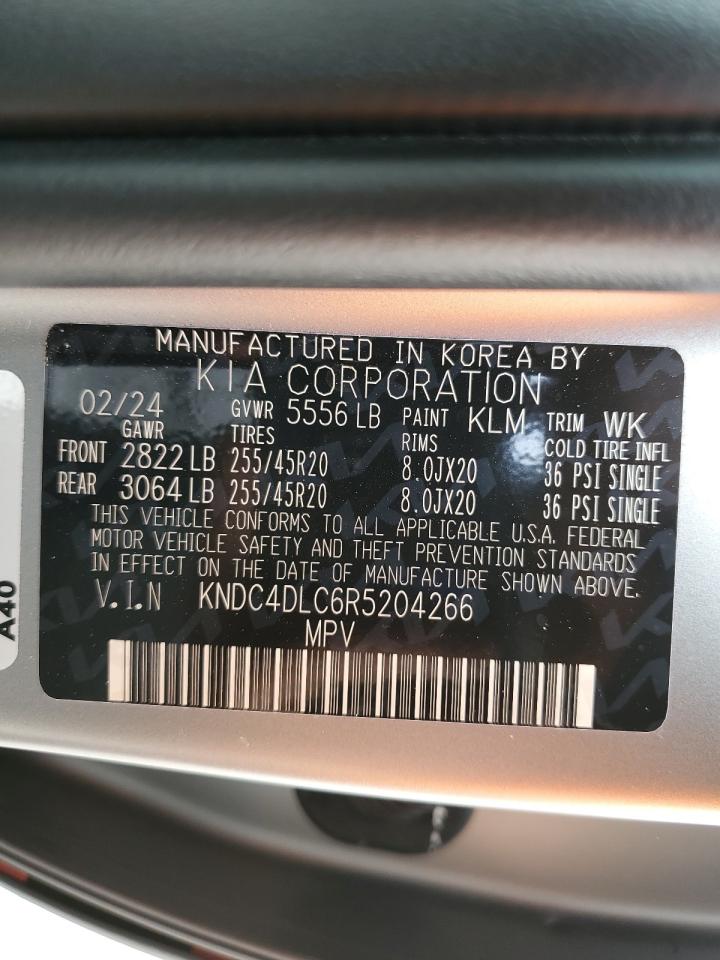 MANUFACTURED IN KOREA BY
KIA CORPORATION
02/24 GVWR 5556 LB PAINT KLM TRIM WK
GAWR TIRES RIMS COLD TIRE INFL
FRONT 2822 LB 255/45R20 8.0JX20 36 PSI SINGLE
REAR 3064 LB 255/45R20 8.0JX20 36 PSI SINGLE
THIS VEHICLE CONFORMS TO ALL APPLICABLE U.S.A. FEDERAL
MOTOR VEHICLE SAFETY AND THEFT PREVENTION STANDARDS
IN EFFECT ON THE DATE OF MANUFACTURE SHOWN ABOVE.
V.I.N KNDC4DLC6R5204266
MPV
A40